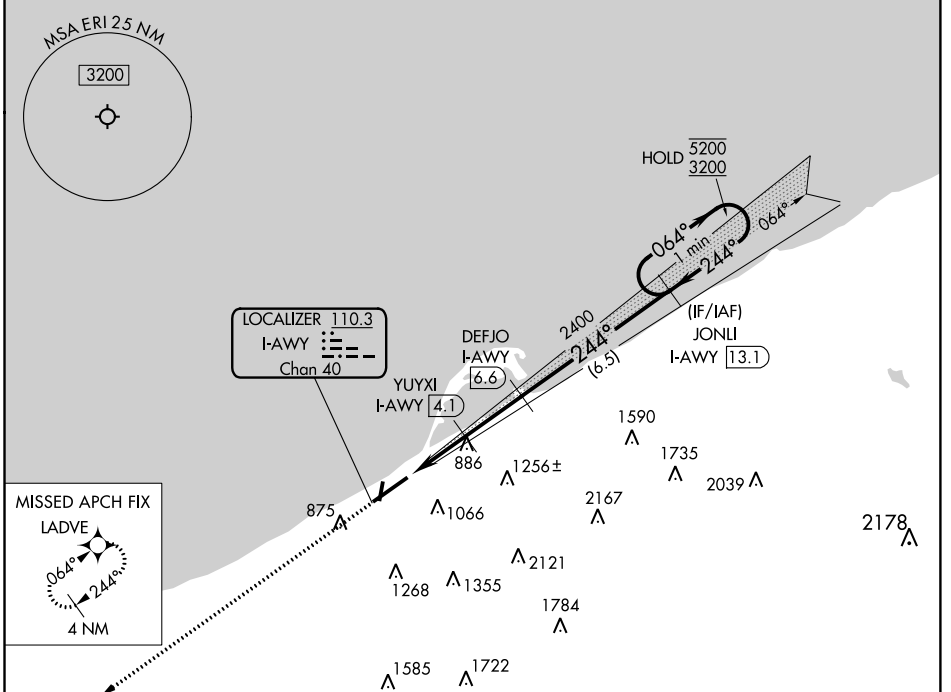 MSA ERI 25 NM
3200
HOLD 5200
3200
064°
1 min
244°
064°
LOCALIZER 110.3
I-AWY
Chan 40
2400
244°
(6.5)
(IF/IAF)
JONLI
I-AWY 13.1
DEFJO
I-AWY
6.6
YUYXI
I-AWY 4.1
886
1256±
1590
1735
2039
2167
2178
875
1066
2121
1268
1355
1784
1585
1722
MISSED APCH FIX
LADVE
064°
244°
4 NM